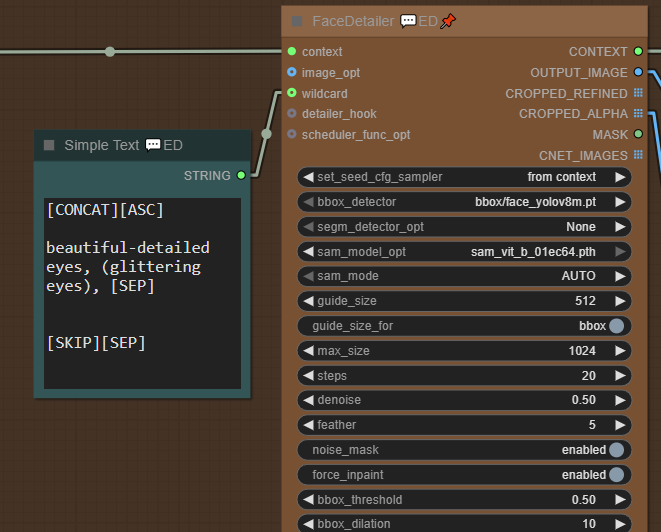 FaceDetailer 💬ED📌
context CONTEXT
image_opt OUTPUT_IMAGE
wildcard CROPPED_REFINED
detailer_hook CROPPED_ALPHA
scheduler_func_opt MASK
CNET_IMAGES
Simple Text 💬ED
STRING
[CONCAT][ASC]
beautiful-detailed
eyes, (glittering
eyes), [SEP]
[SKIP][SEP]
set_seed_cfg_sampler from context
bbox_detector bbox/face_yolov8m.pt
segm_detector_opt None
sam_model_opt sam_vit_b_01ec64.pth
sam_mode AUTO
guide_size 512
guide_size_for bbox
max_size 1024
steps 20
denoise 0.50
feather 5
noise_mask enabled
force_inpaint enabled
bbox_threshold 0.50
bbox_dilation 10